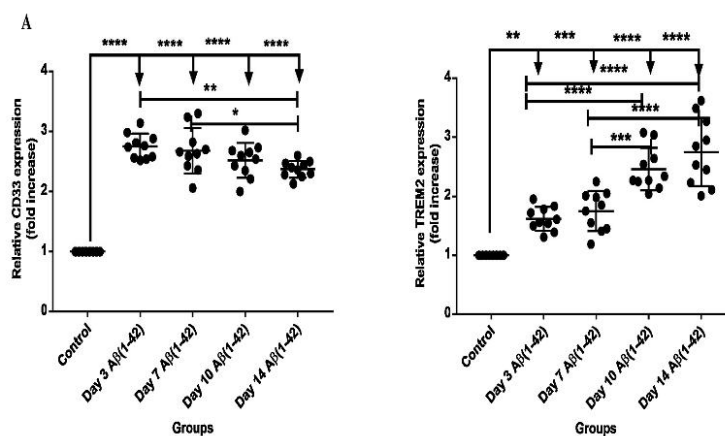 A
**** **** **** ****
**
*
Relative CD33 expression
(fold increase)
4
3
2
1
0
Control
Day 3 Aβ(1-42)
Day 7 Aβ(1-42)
Day 10 Aβ(1-42)
Day 14 Aβ(1-42)
Groups
** *** **** ****
****
****
****
***
Relative TREM2 expression
(fold increase)
4
3
2
1
0
Control
Day 3 Aβ(1-42)
Day 7 Aβ(1-42)
Day 10 Aβ(1-42)
Day 14 Aβ(1-42)
Groups